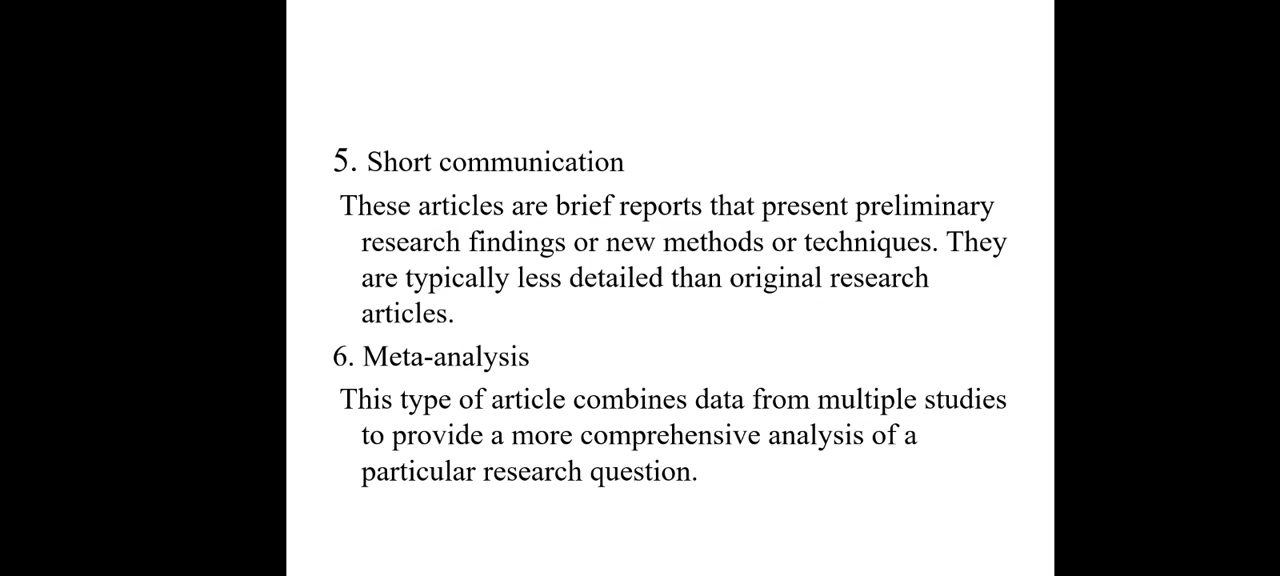 5. Short communication
These articles are brief reports that present preliminary
research findings or new methods or techniques. They
are typically less detailed than original research
articles.
6. Meta-analysis
This type of article combines data from multiple studies
to provide a more comprehensive analysis of a
particular research question.